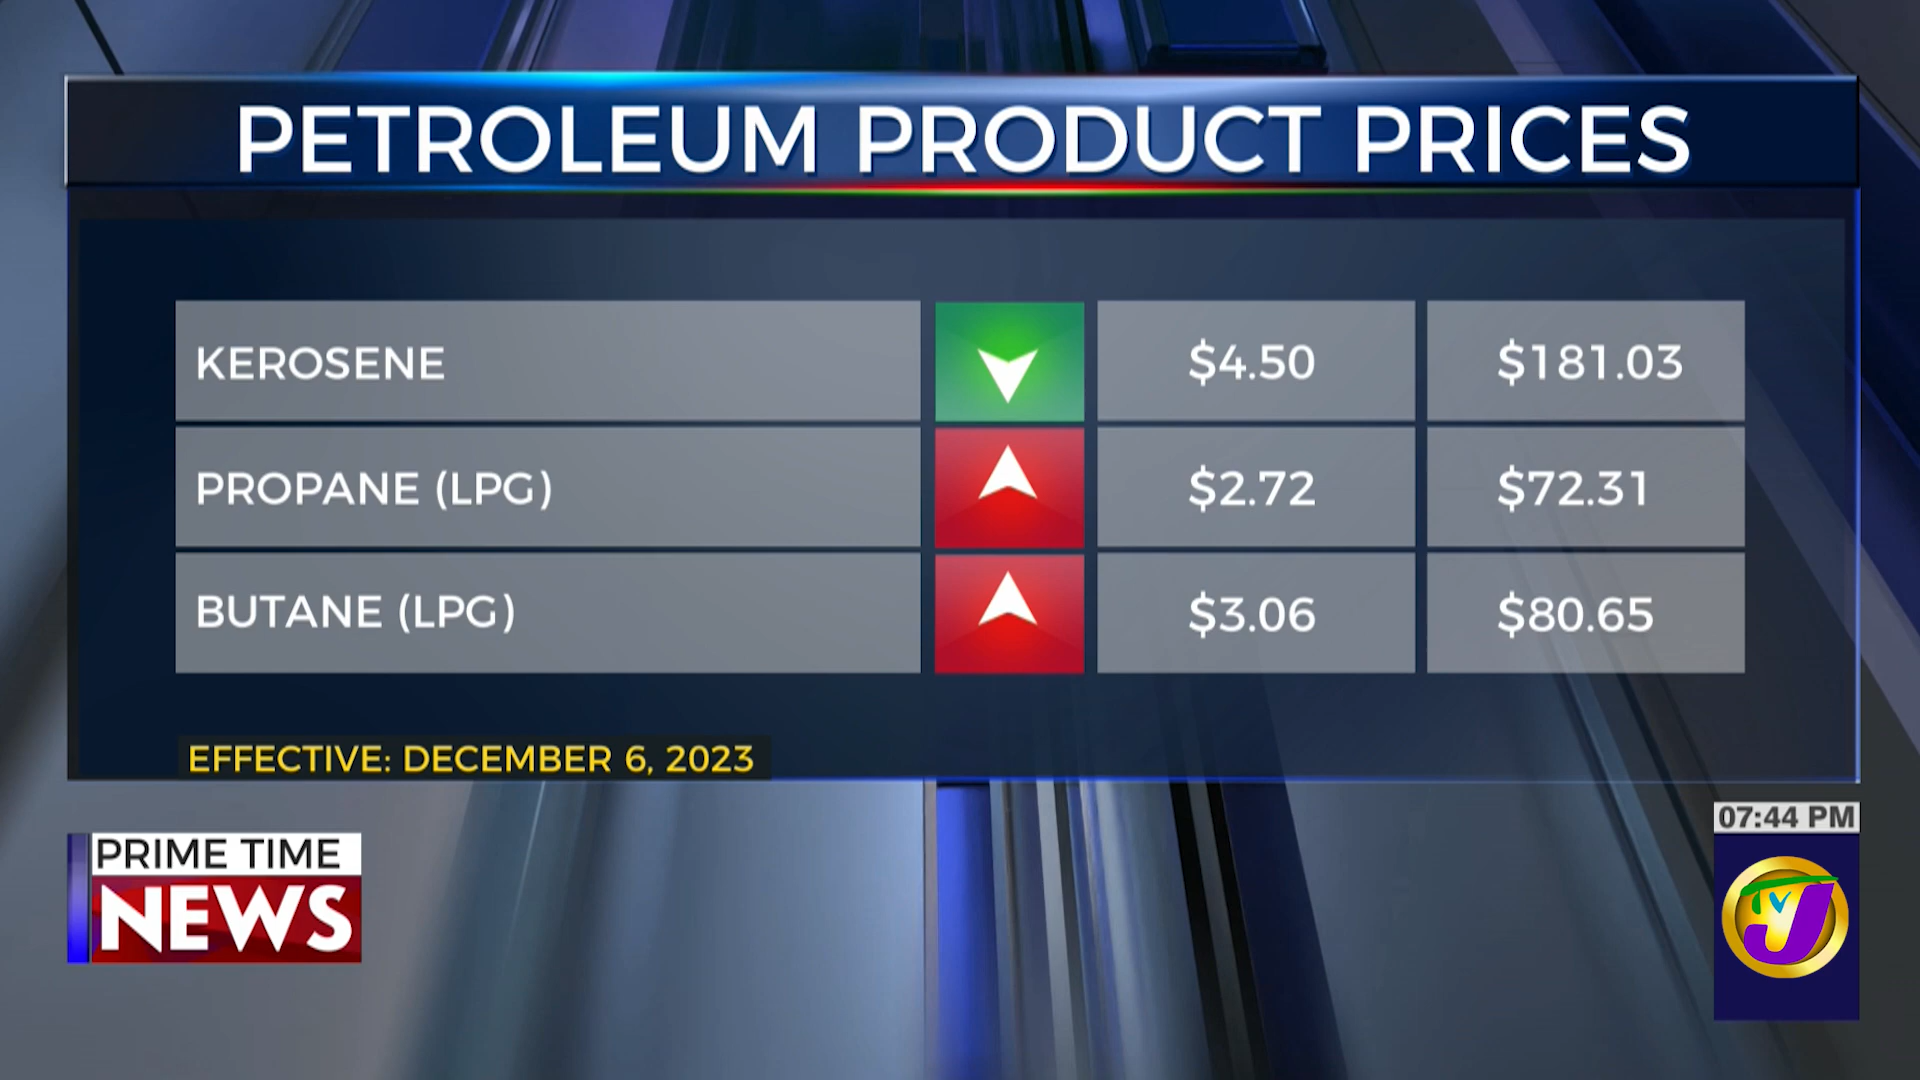 PETROLEUM PRODUCT PRICES
KEROSENE $4.50 $181.03
PROPANE (LPG) $2.72 $72.31
BUTANE (LPG) $3.06 $80.65
EFFECTIVE: DECEMBER 6, 2023
07:44 PM
PRIME TIME
NEWS
TVJ